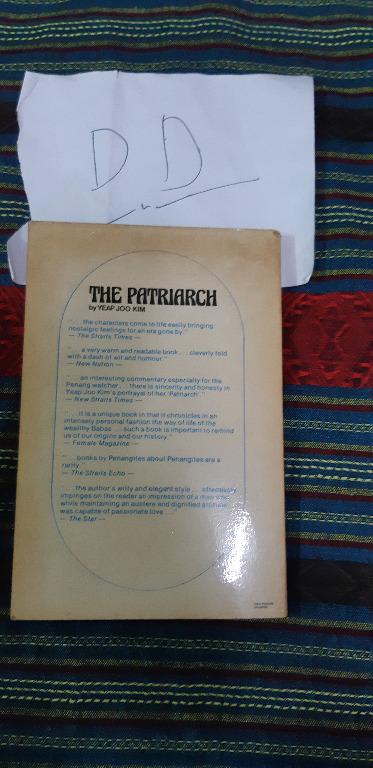 D D
THE PATRIARCH
by YEAP JOO KIM
". . . the characters come to life easily bringing
nostalgic feelings for an era gone by."
— The Straits Times —
". . . a very warm and readable book . . . cleverly told
with a dash of wit and humour."
— New Nation —
". . . an interesting commentary especially for the
Penang watcher . . . there is sincerity and honesty in
Yeap Joo Kim's portrayal of her 'Patriarch'."
— New Straits Times —
". . . it is a unique book in that it chronicles in an
intensely personal fashion the way of life of the
wealthy Babas . . . such a book is important to remind
us of our origins and our history."
— Female Magazine —
". . . books by Penangites about Penangites are a
rarity."
— The Straits Echo —
". . . the author's witty and elegant style . . . effectively
impinges on the reader an impression of a man who
while maintaining an austere and dignified attitude
was capable of passionate love . . ."
— The Star —